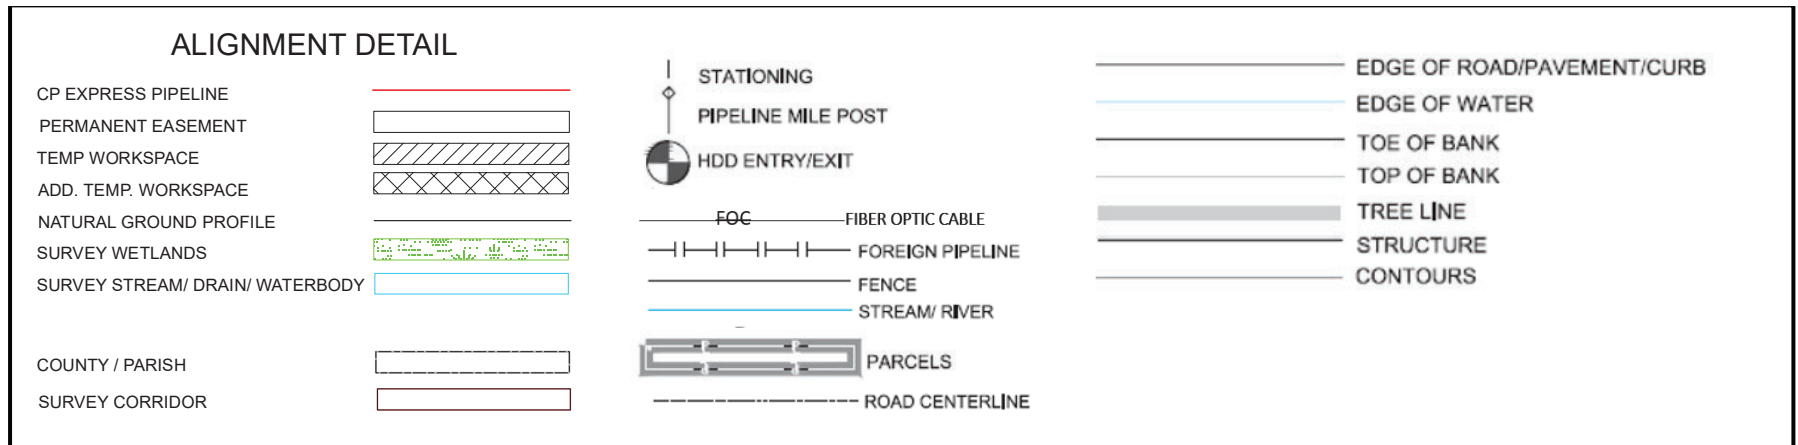 ALIGNMENT DETAIL
CP EXPRESS PIPELINE
PERMANENT EASEMENT
TEMP WORKSPACE
ADD. TEMP. WORKSPACE
NATURAL GROUND PROFILE
SURVEY WETLANDS
SURVEY STREAM/ DRAIN/ WATERBODY
COUNTY / PARISH
SURVEY CORRIDOR
STATIONING
PIPELINE MILE POST
HDD ENTRY/EXIT
FOC FIBER OPTIC CABLE
FOREIGN PIPELINE
FENCE
STREAM/ RIVER
PARCELS
ROAD CENTERLINE
EDGE OF ROAD/PAVEMENT/CURB
EDGE OF WATER
TOE OF BANK
TOP OF BANK
TREE LINE
STRUCTURE
CONTOURS